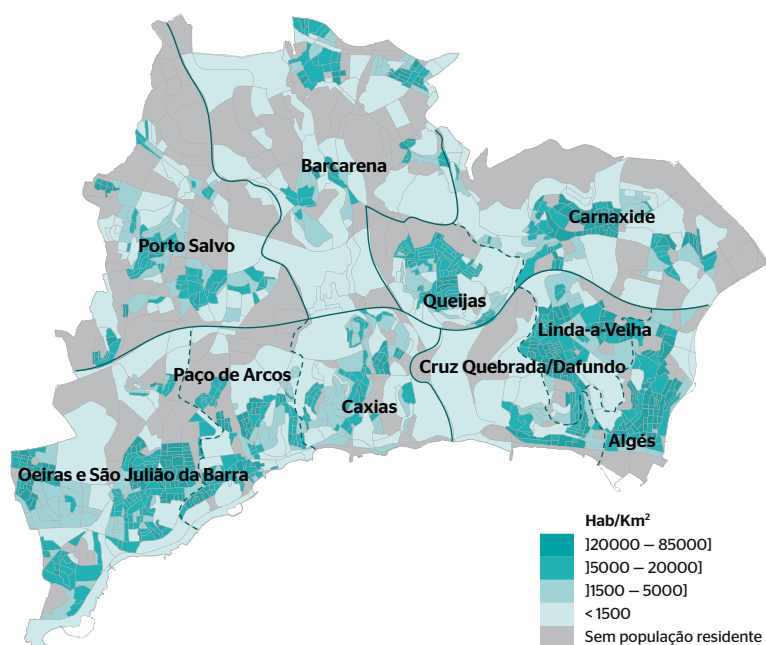 Barcarena
Carnaxide
Porto Salvo
Queijas
Linda-a-Velha
Cruz Quebrada/Dafundo
Paço de Arcos
Caxias
Algés
Oeiras e São Julião da Barra
Hab/Km²
]20000 – 85000]
]5000 – 20000]
]1500 – 5000]
< 1500
Sem população residente